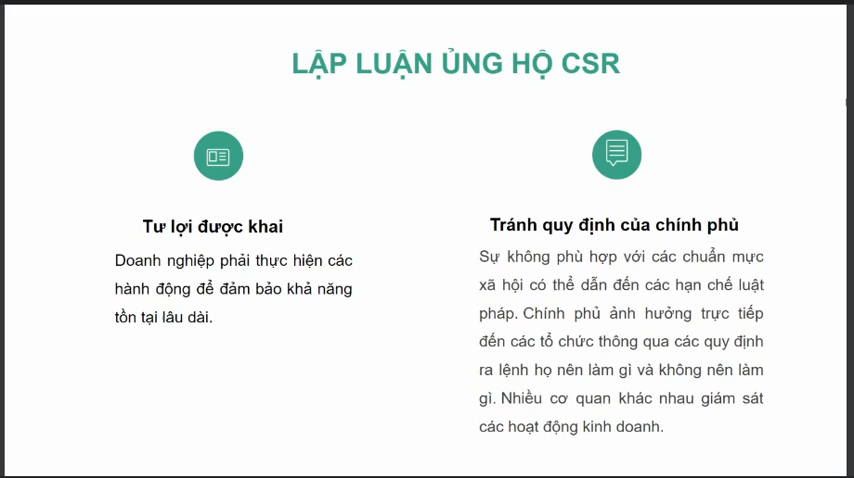 LẬP LUẬN ỦNG HỘ CSR
Tư lợi được khai
Doanh nghiệp phải thực hiện các
hành động để đảm bảo khả năng
tồn tại lâu dài.
Tránh quy định của chính phủ
Sự không phù hợp với các chuẩn mực
xã hội có thể dẫn đến các hạn chế luật
pháp. Chính phủ ảnh hưởng trực tiếp
đến các tổ chức thông qua các quy định
ra lệnh họ nên làm gì và không nên làm
gì. Nhiều cơ quan khác nhau giám sát
các hoạt động kinh doanh.